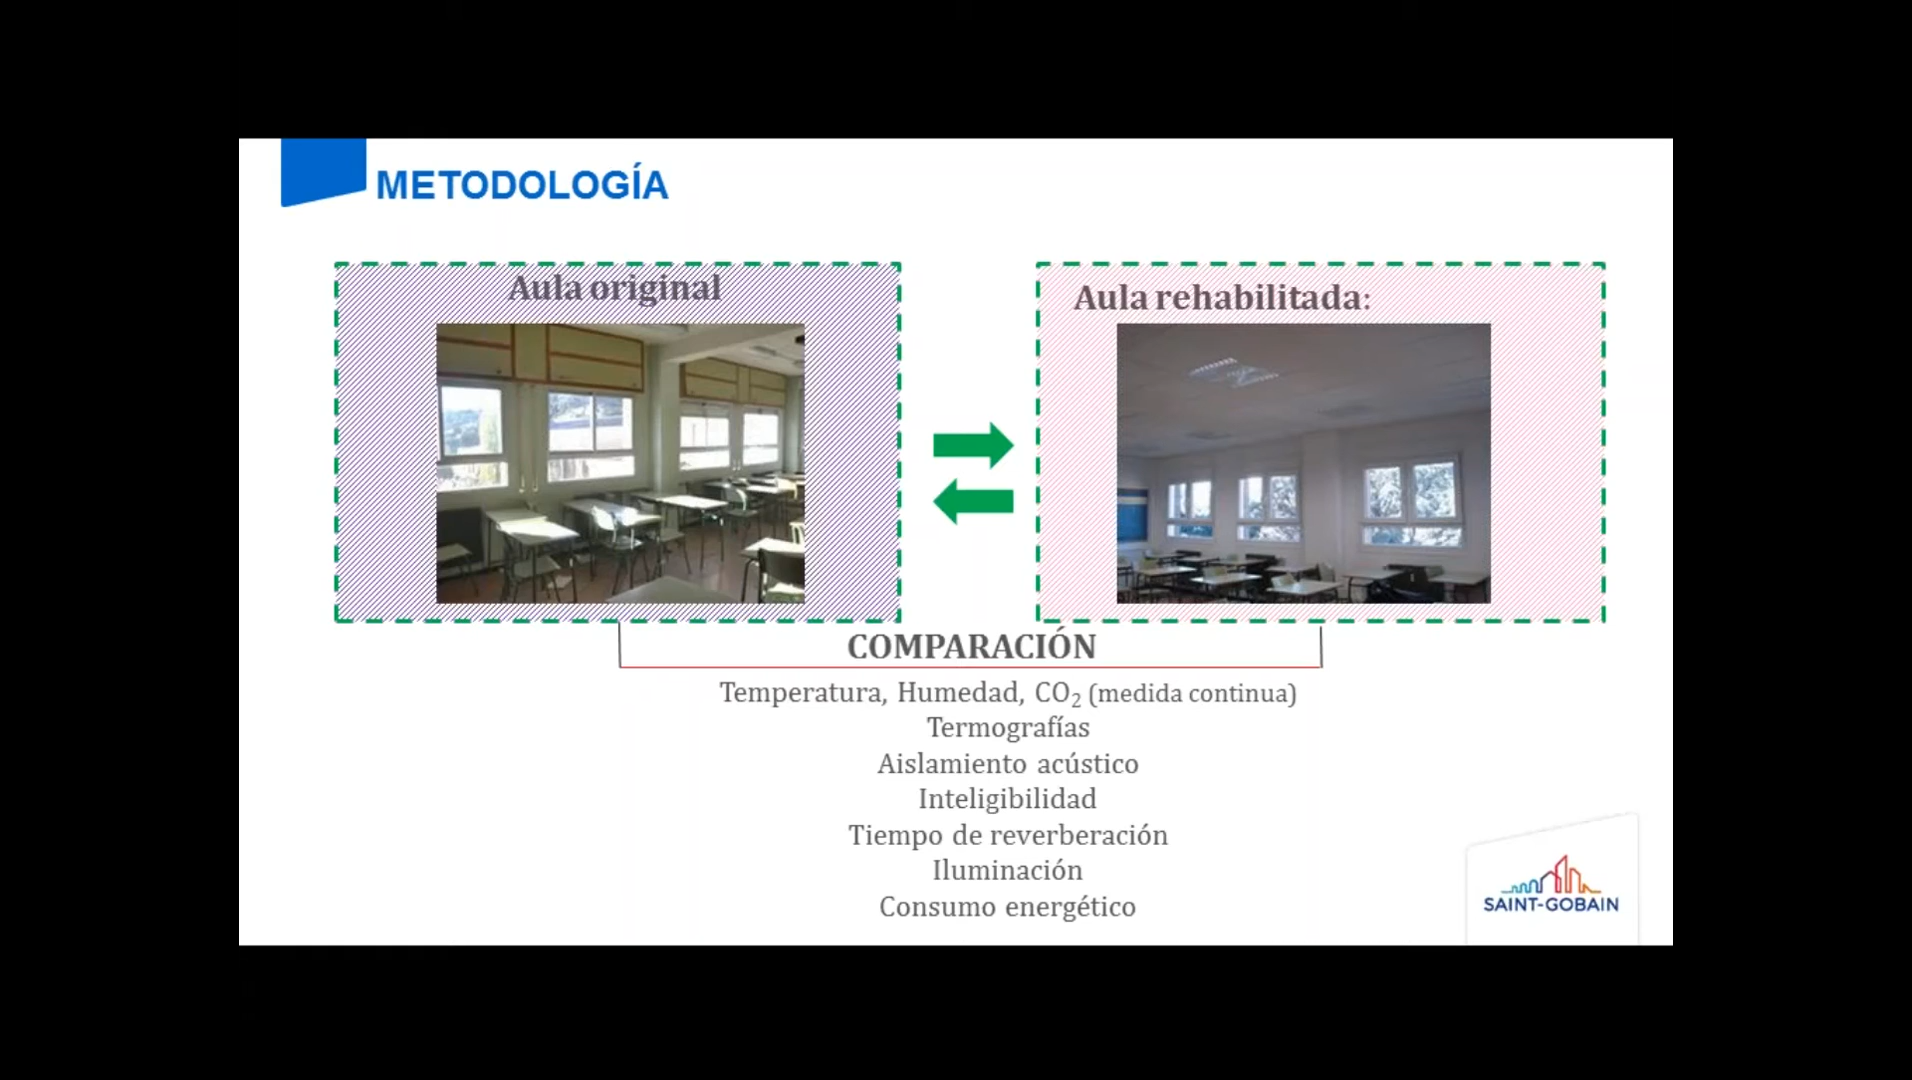 METODOLOGÍA
Aula original
Aula rehabilitada:
COMPARACIÓN
Temperatura, Humedad, CO₂ (medida continua)
Termografías
Aislamiento acústico
Inteligibilidad
Tiempo de reverberación
Iluminación
Consumo energético
SAINT-GOBAIN